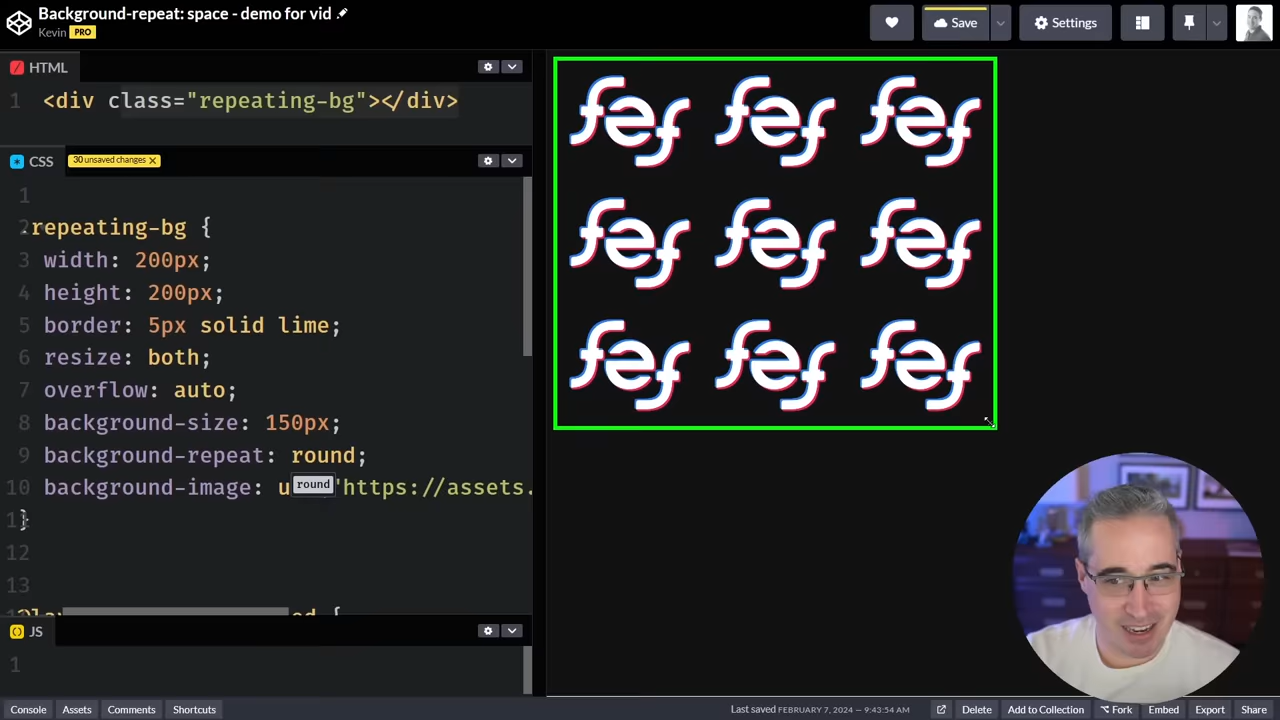 Background-repeat: space - demo for vid
Kevin PRO
Save
Settings
HTML
1 <div class="repeating-bg"></div>
CSS 30 unsaved changes ×
1
2 .repeating-bg {
3 width: 200px;
4 height: 200px;
5 border: 5px solid lime;
6 resize: both;
7 overflow: auto;
8 background-size: 150px;
9 background-repeat: round;
round
10 background-image: u 'https://assets.
11 }
12
13
JS
1
fef fef fef
fef fef fef
fef fef fef
Console Assets Comments Shortcuts
Last saved FEBRUARY 7, 2024 — 9:43:54 AM
Delete Add to Collection ⌥ Fork Embed Export Share